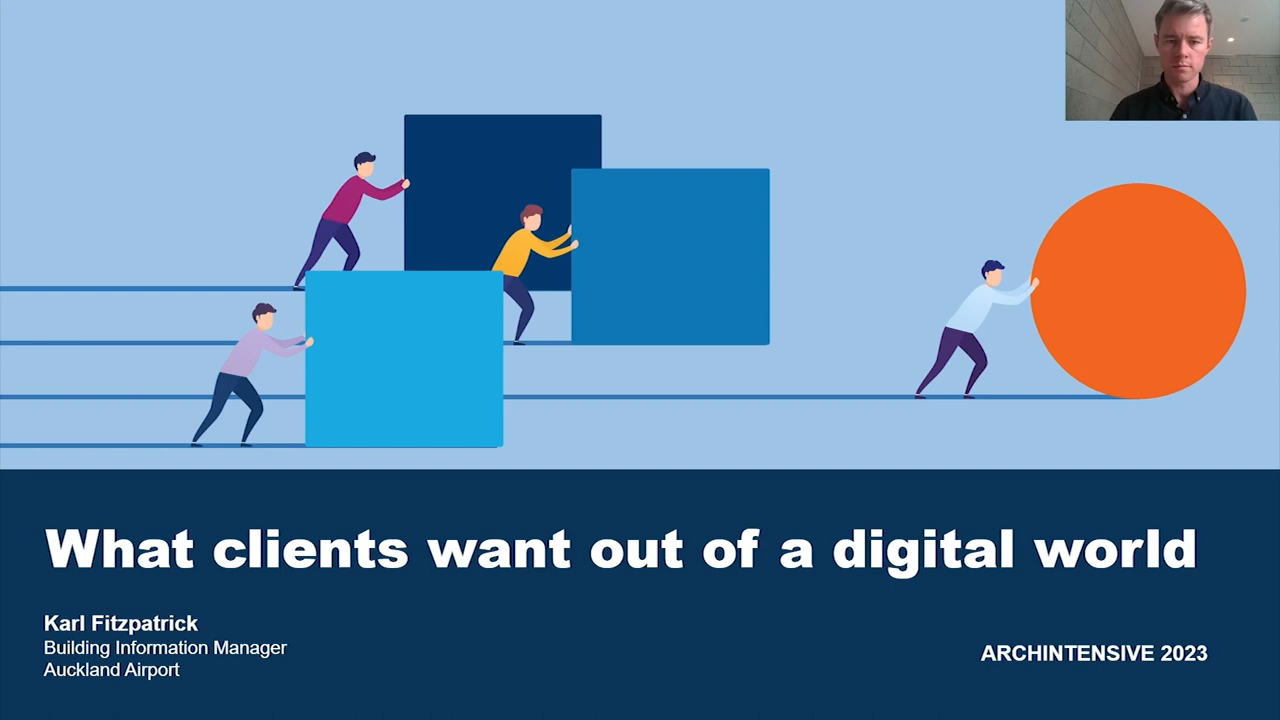 What clients want out of a digital world
Karl Fitzpatrick
Building Information Manager
Auckland Airport
ARCHINTENSIVE 2023